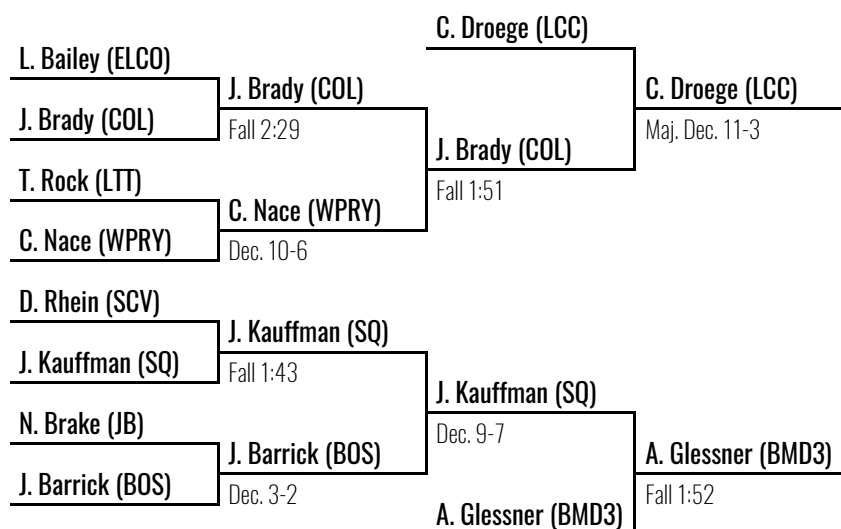 C. Droege (LCC)
L. Bailey (ELCO)
J. Brady (COL)
C. Droege (LCC)
J. Brady (COL)
Fall 2:29
Maj. Dec. 11-3
J. Brady (COL)
T. Rock (LTT)
Fall 1:51
C. Nace (WPRY)
C. Nace (WPRY)
Dec. 10-6
D. Rhein (SCV)
J. Kauffman (SQ)
J. Kauffman (SQ)
Fall 1:43
J. Kauffman (SQ)
N. Brake (JB)
Dec. 9-7
J. Barrick (BOS)
A. Glessner (BMD3)
J. Barrick (BOS)
Dec. 3-2
Fall 1:52
A. Glessner (BMD3)